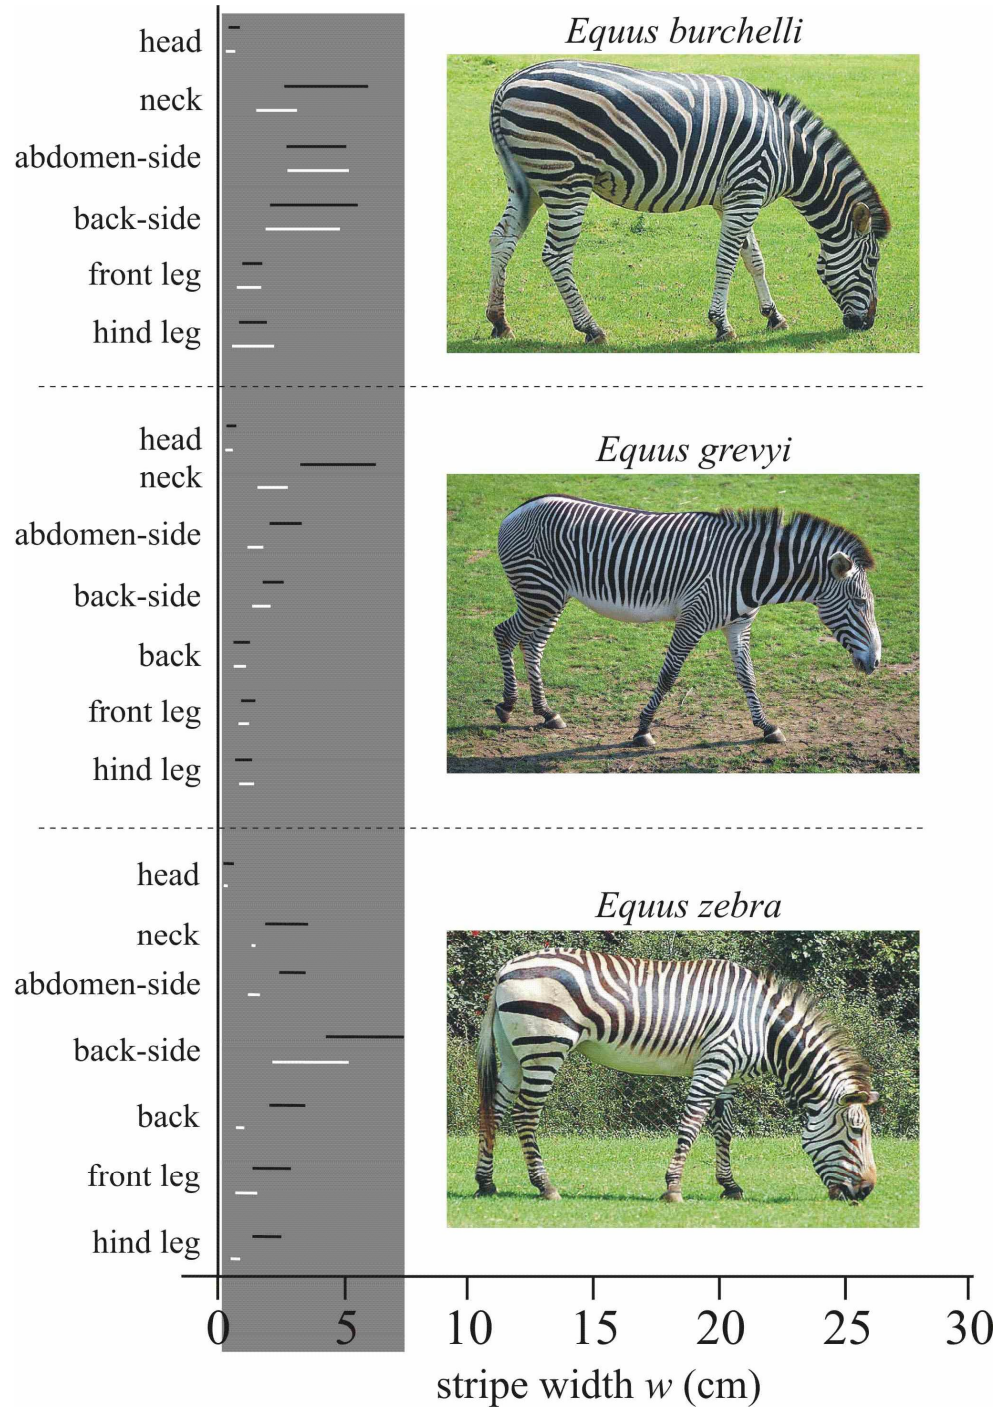 Equus burchelli
head
neck
abdomen-side
back-side
front leg
hind leg
Equus grevyi
head
neck
abdomen-side
back-side
back
front leg
hind leg
Equus zebra
head
neck
abdomen-side
back-side
back
front leg
hind leg
0 5 10 15 20 25 30
stripe width w (cm)